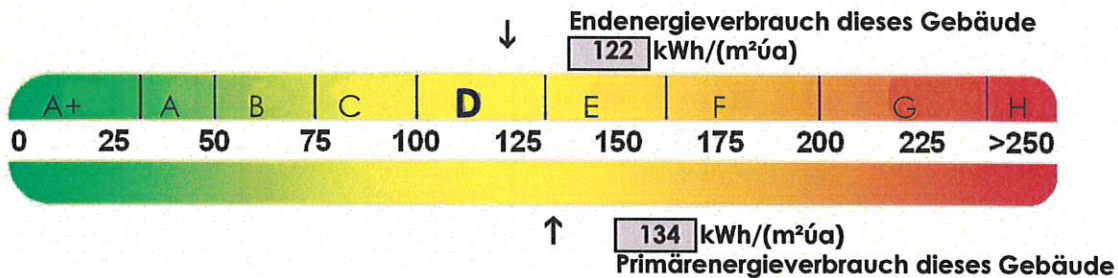 ↓ Endenergieverbrauch dieses Gebäude
122 kWh/(m²úa)
A+ A B C D E F G H
0 25 50 75 100 125 150 175 200 225 >250
↑ 134 kWh/(m²úa)
Primärenergieverbrauch dieses Gebäude